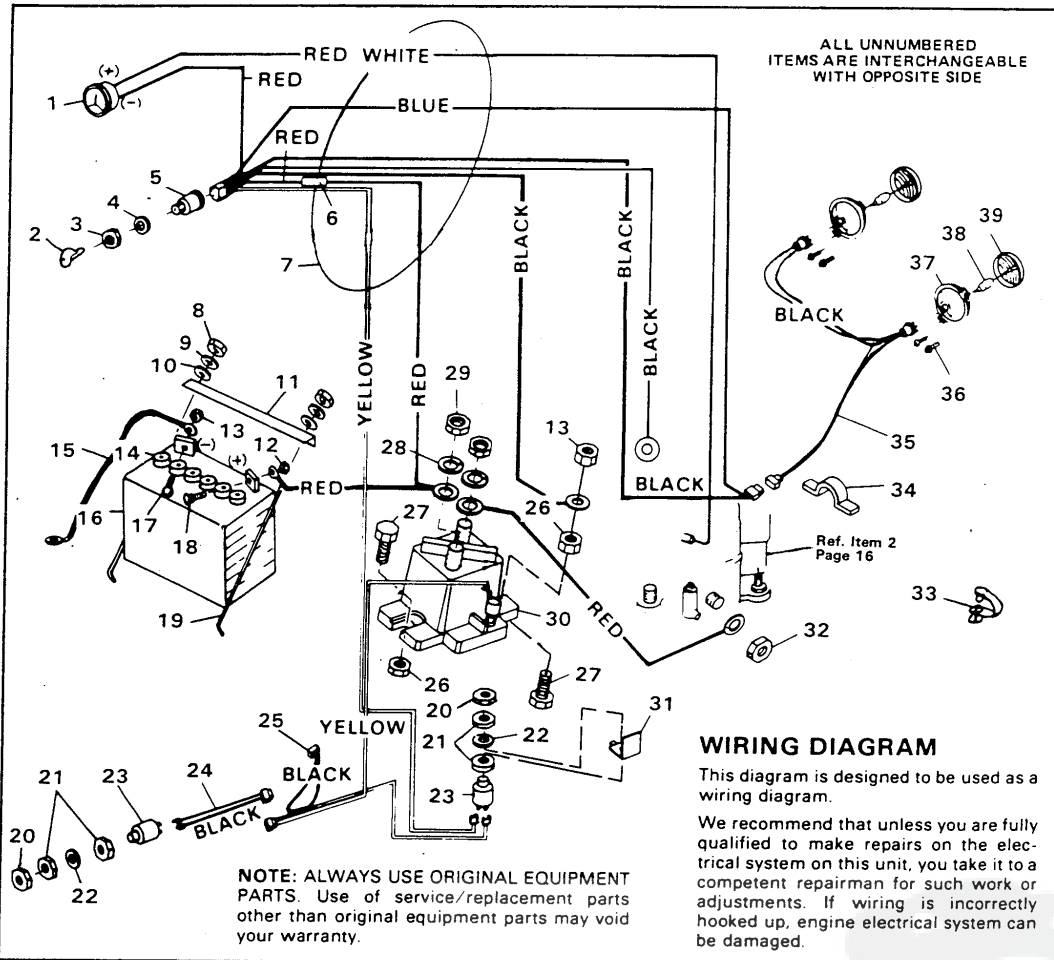 ALL UNNUMBERED
ITEMS ARE INTERCHANGEABLE
WITH OPPOSITE SIDE
RED WHITE
(+)
RED
1
(−)
BLUE
RED
5
4
3
2
6
7
BLACK
BLACK
BLACK
39
38
37
BLACK
36
35
34
8
9
10
11
YELLOW
RED
29
13
12
13
(−)
(+)
14
15
16
17
18
19
RED
28
27
26
BLACK
Ref. Item 2
Page 16
33
30
RED
32
26
27
20
21
22
31
23
25
YELLOW
BLACK
24
BLACK
21
23
20
22
WIRING DIAGRAM
This diagram is designed to be used as a
wiring diagram.
We recommend that unless you are fully
qualified to make repairs on the elec-
trical system on this unit, you take it to a
competent repairman for such work or
adjustments. If wiring is incorrectly
hooked up, engine electrical system can
be damaged.
NOTE: ALWAYS USE ORIGINAL EQUIPMENT
PARTS. Use of service/replacement parts
other than original equipment parts may void
your warranty.